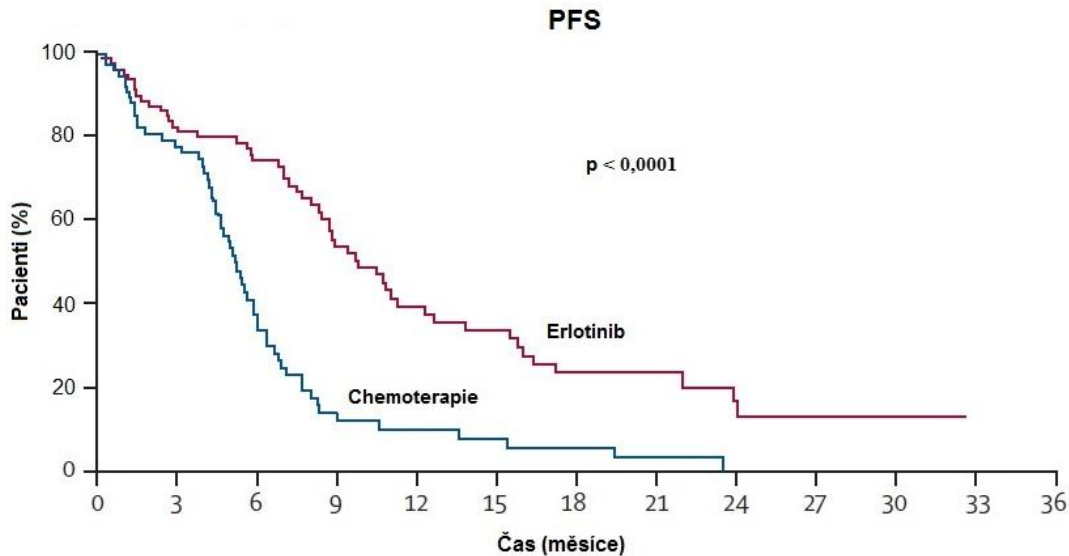 PFS
100
80
60
40
20
0
Pacienti (%)
p < 0,0001
Erlotinib
Chemoterapie
0 3 6 9 12 15 18 21 24 27 30 33 36
Čas (měsíce)